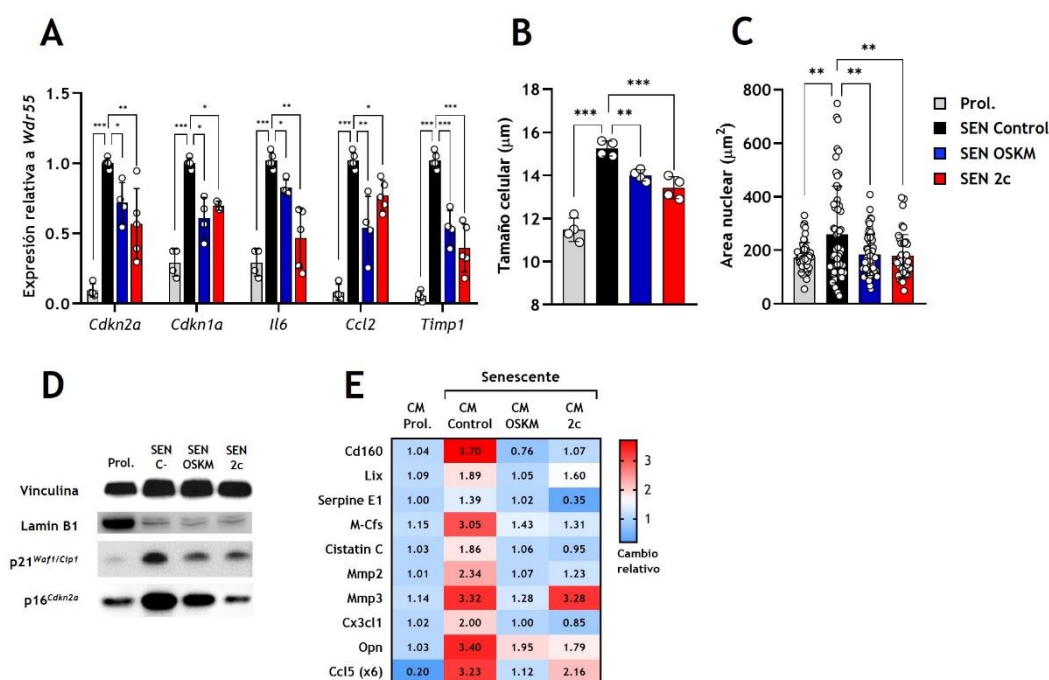 A
Expresión relativa a Wdr55
1.5
1.0
0.5
0.0
*** ** *
*** * *
*** ** *
*** * **
*** *** ***
Cdkn2a Cdkn1a Il6 Ccl2 Timp1
B
Tamaño celular (μm)
18
16
14
12
10
8
***
*** **
C
Area nuclear (μm²)
1000
800
600
400
200
0
**
** **
Prol.
SEN Control
SEN OSKM
SEN 2c
D
Prol. SEN C- SEN OSKM SEN 2c
Vinculina
Lamin B1
p21Waf1/Cip1
p16Cdkn2a
E
Senescente
CM Prol. CM Control CM OSKM CM 2c
Cd160 1.04 3.70 0.76 1.07
Lix 1.09 1.89 1.05 1.60
Serpine E1 1.00 1.39 1.02 0.35
M-Cfs 1.15 3.05 1.43 1.31
Cistatin C 1.03 1.86 1.06 0.95
Mmp2 1.01 2.34 1.07 1.23
Mmp3 1.14 3.32 1.28 3.28
Cx3cl1 1.02 2.00 1.00 0.85
Opn 1.03 3.40 1.95 1.79
Ccl5 (x6) 0.20 3.23 1.12 2.16
3
2
1
Cambio
relativo